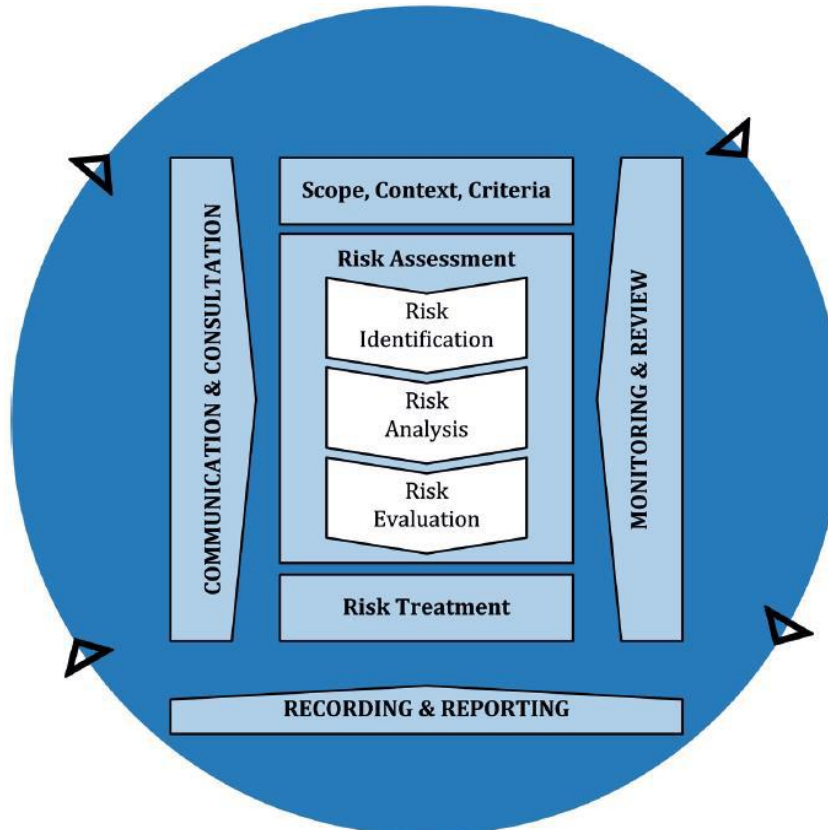 Scope, Context, Criteria
Risk Assessment
Risk
Identification
Risk
Analysis
Risk
Evaluation
Risk Treatment
COMMUNICATION & CONSULTATION
MONITORING & REVIEW
RECORDING & REPORTING